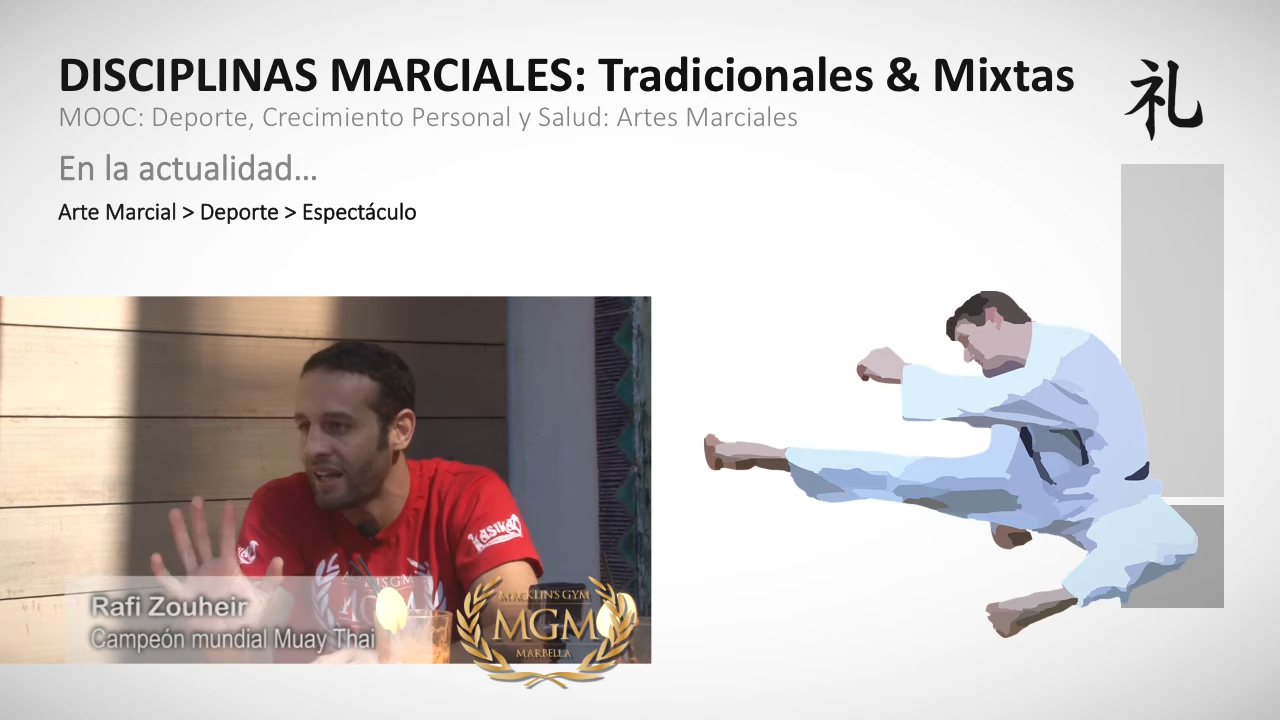 DISCIPLINAS MARCIALES: Tradicionales & Mixtas
礼
MOOC: Deporte, Crecimiento Personal y Salud: Artes Marciales
En la actualidad...
Arte Marcial > Deporte > Espectáculo
Rafi Zouheir
Campeón mundial Muay Thai
MACKLIN'S GYM
MGM
MARBELLA